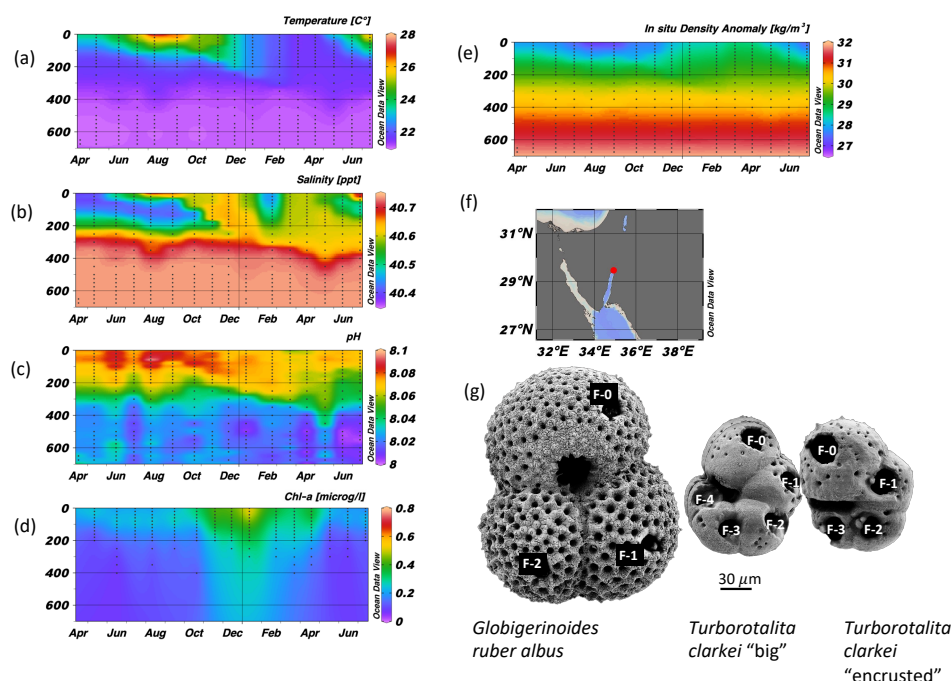 Temperature [C°]
(a)
0
200
400
600
Apr Jun Aug Oct Dec Feb Apr Jun
28
26
24
22
Ocean Data View
Salinity [ppt]
(b)
0
200
400
600
Apr Jun Aug Oct Dec Feb Apr Jun
40.7
40.6
40.5
40.4
Ocean Data View
pH
(c)
0
200
400
600
Apr Jun Aug Oct Dec Feb Apr Jun
8.1
8.08
8.06
8.04
8.02
8
Ocean Data View
Chl-a [microg/l]
(d)
0
200
400
600
Apr Jun Aug Oct Dec Feb Apr Jun
0.8
0.6
0.4
0.2
0
Ocean Data View
In situ Density Anomaly [kg/m³]
(e)
0
200
400
600
Apr Jun Aug Oct Dec Feb Apr Jun
32
31
30
29
28
27
Ocean Data View
(f)
31°N
29°N
27°N
32°E 34°E 36°E 38°E
Ocean Data View
(g)
F-0
F-1
F-2
F-0
F-1
F-2
F-3
F-4
F-0
F-1
F-2
F-3
30 µm
Globigerinoides
ruber albus
Turborotalita
clarkei “big”
Turborotalita
clarkei
“encrusted”